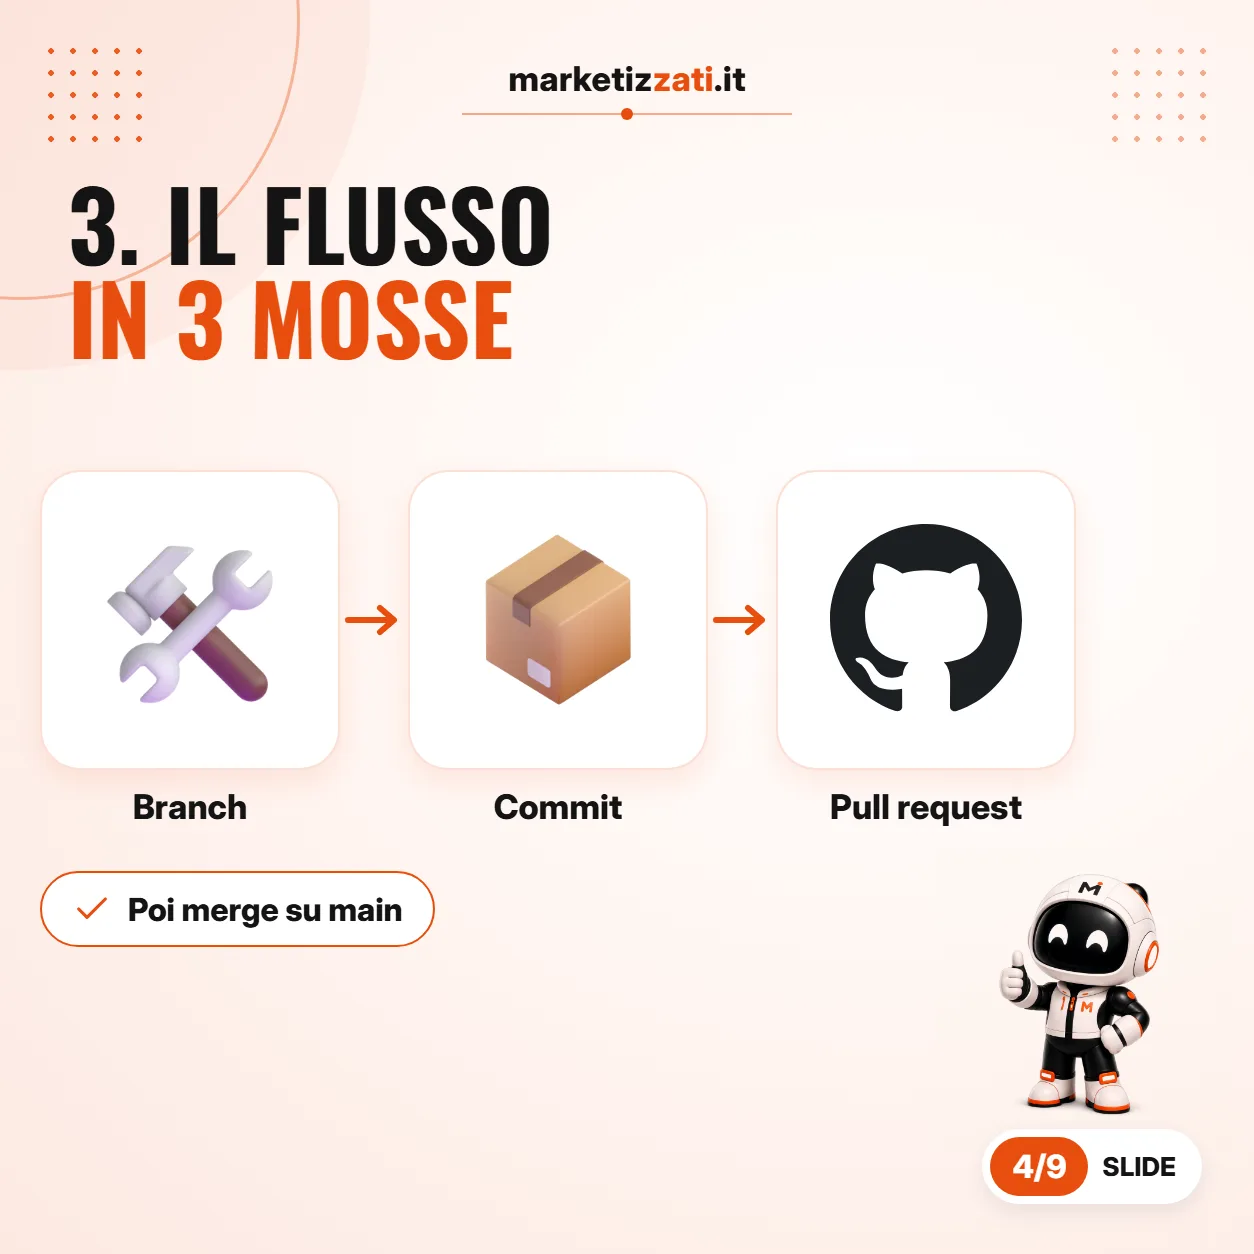 marketizzati.it
3. IL FLUSSO
IN 3 MOSSE
Branch
Commit
Pull request
Poi merge su main
M
M
4/9 SLIDE